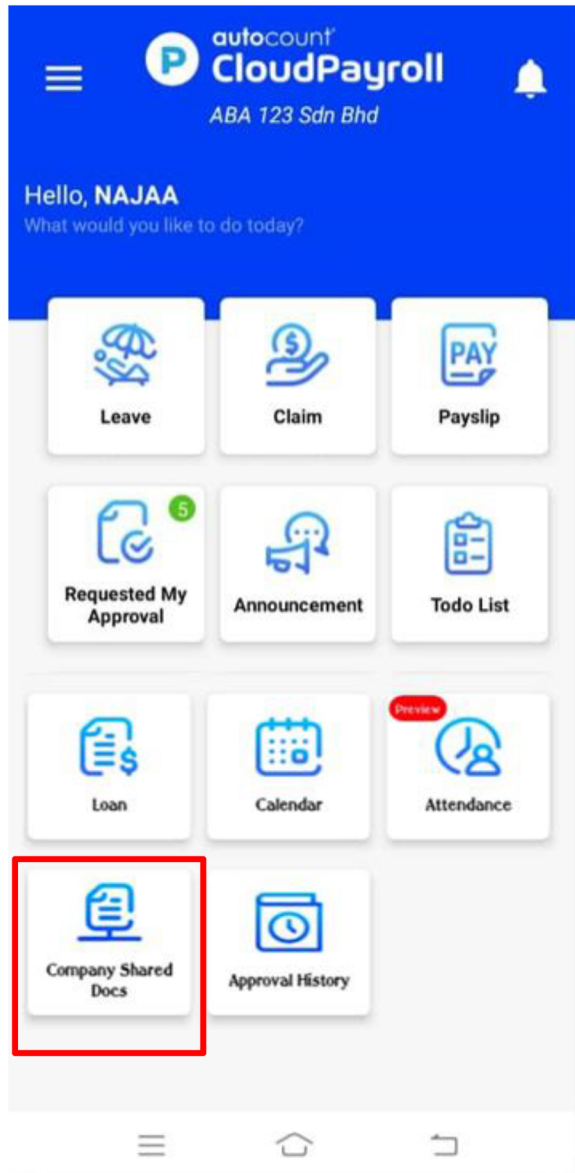 P
autocount
CloudPayroll
ABA 123 Sdn Bhd
Hello, NAJAA
What would you like to do today?
$
PAY
Leave
Claim
Payslip
5
Requested My
Approval
Announcement
Todo List
Preview
$
Loan
Calendar
Attendance
Company Shared
Docs
Approval History